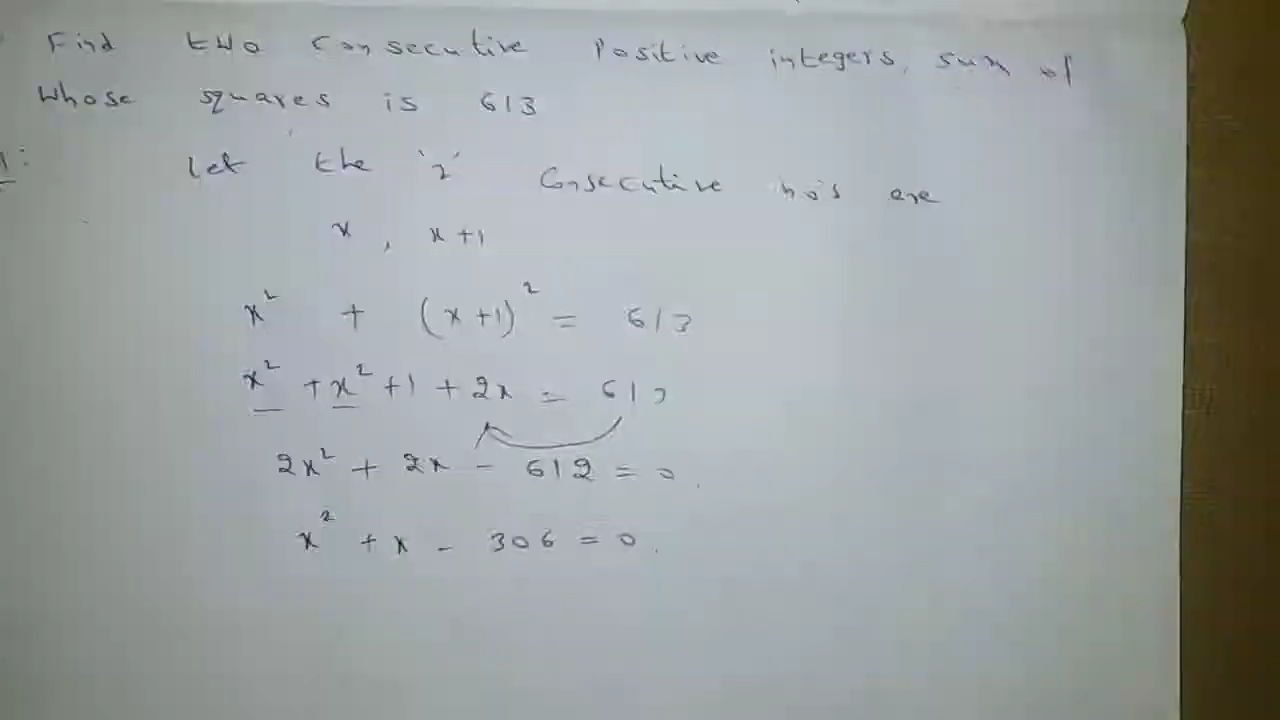 Find two consecutive Positive integers, sum of
whose squares is 613
let the '2' Consecutive no's are
x , x+1
x² + (x+1)² = 613
x² + x² +1 + 2x = 613
2x² + 2x - 612 = 0
x² + x - 306 = 0.